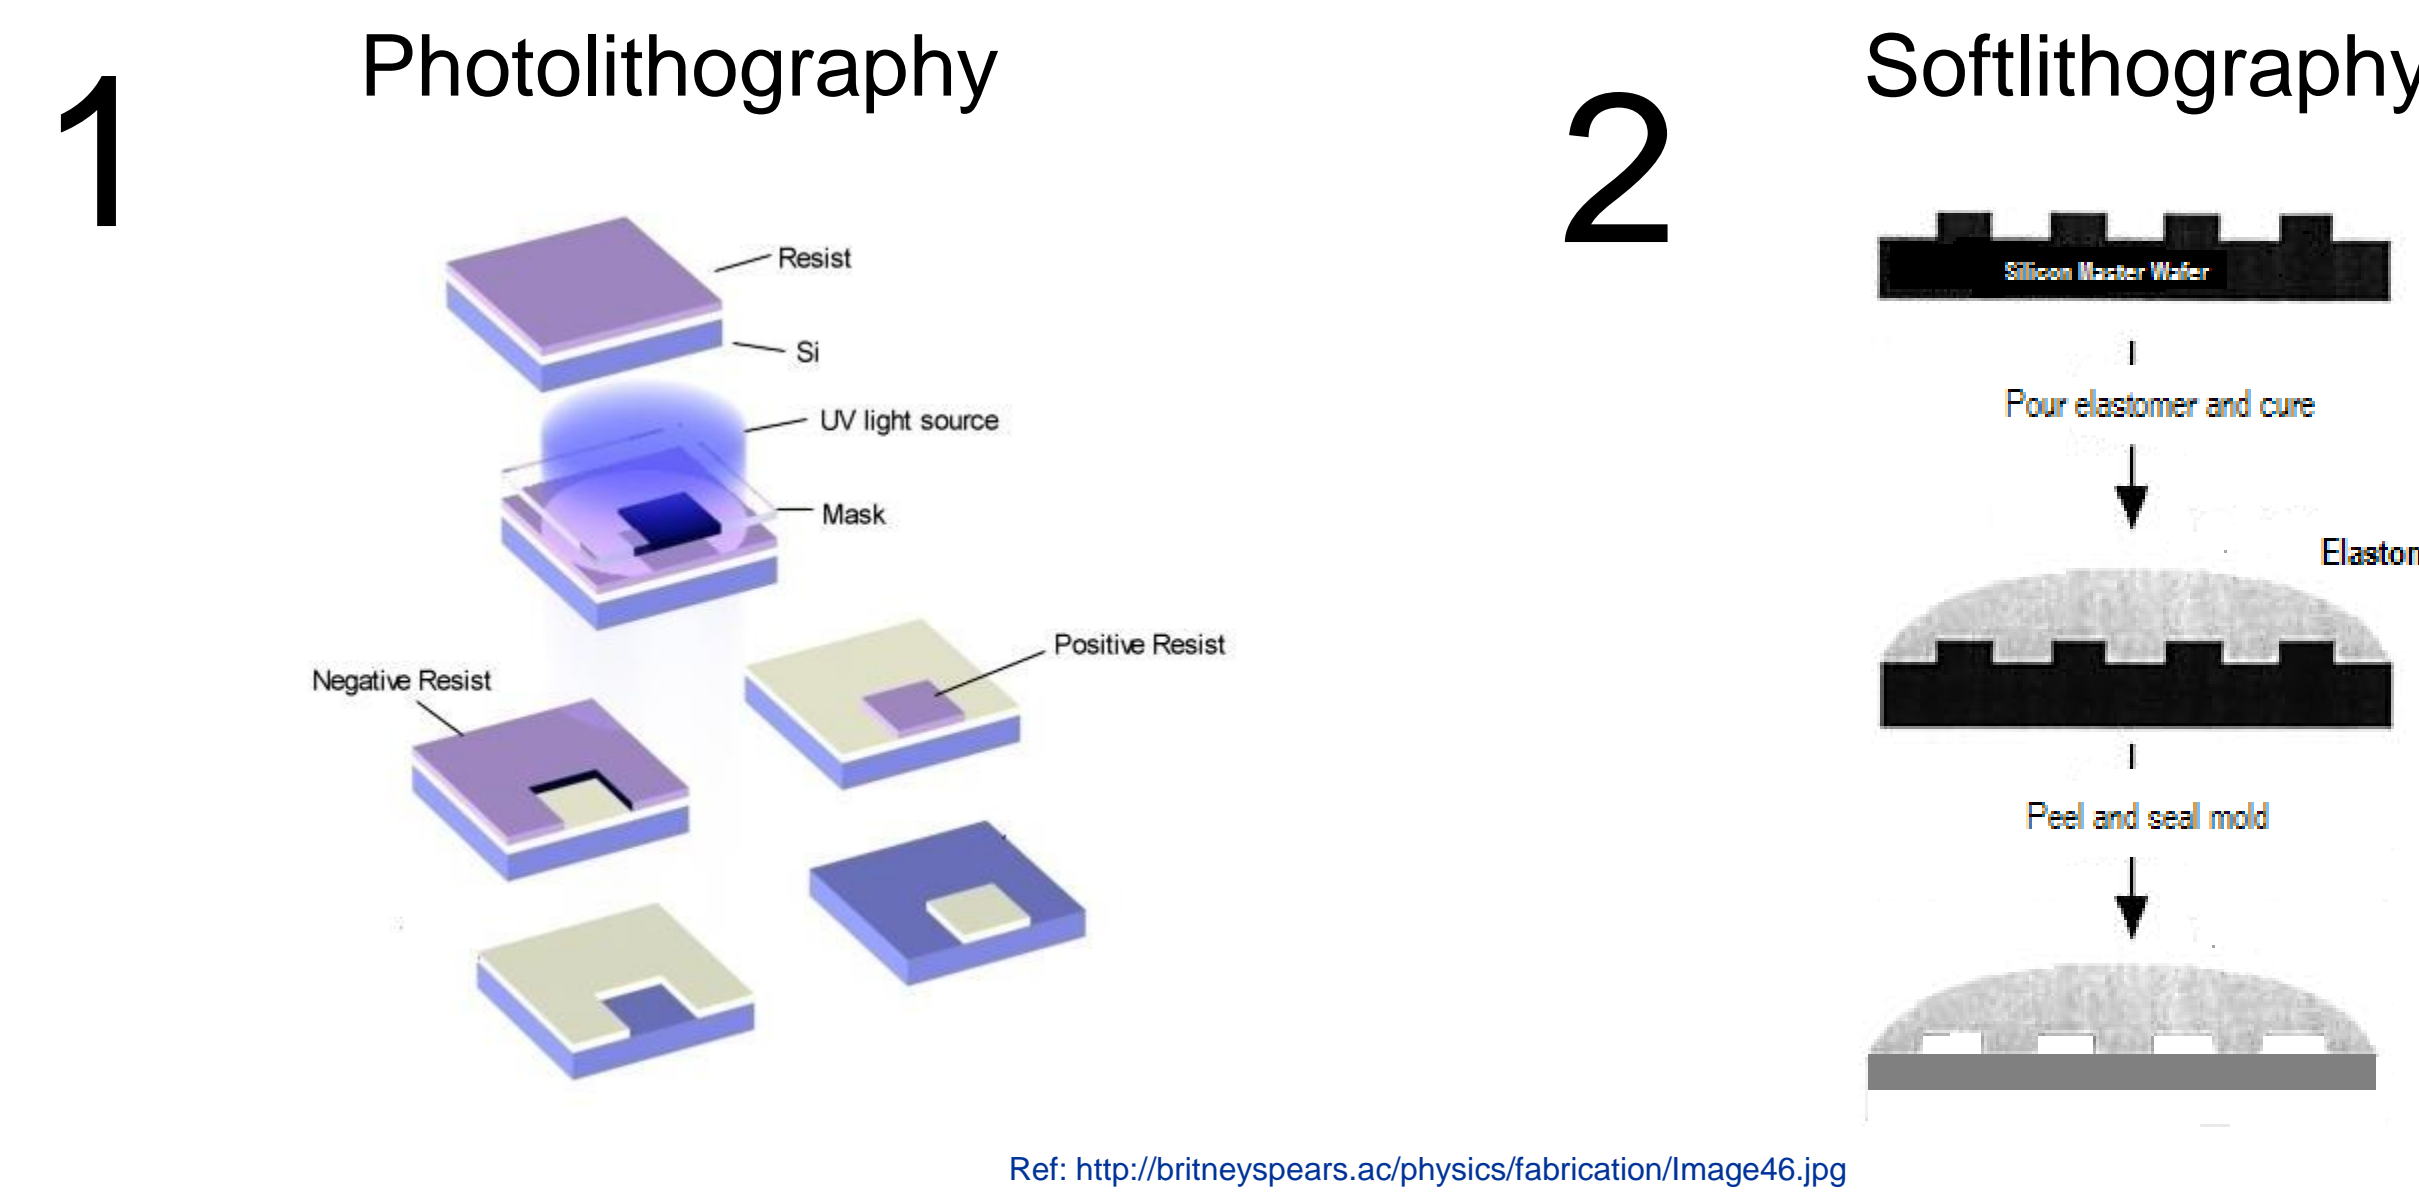 1
Photolithography
Resist
Si
UV light source
Mask
Positive Resist
Negative Resist
2
Softlithography
Silicon Master Wafer
Pour elastomer and cure
Peel and seal mold
Ref: http://britneyspears.ac/physics/fabrication/Image46.jpg